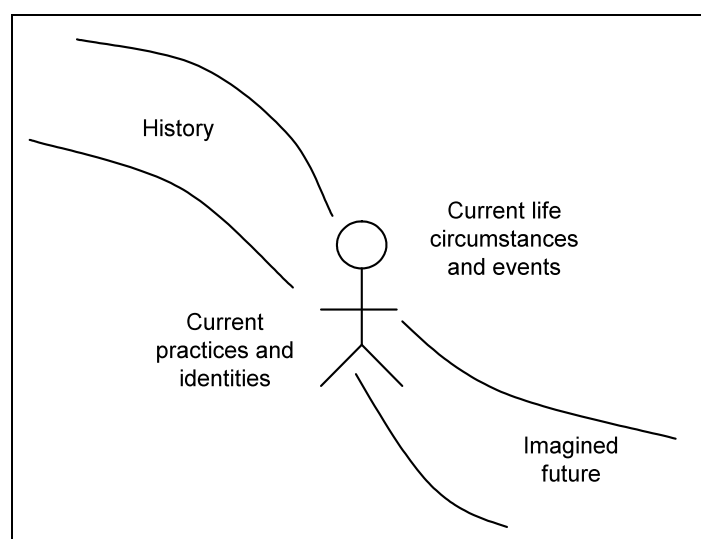 History
Current life
circumstances
and events
Current
practices and
identities
Imagined
future